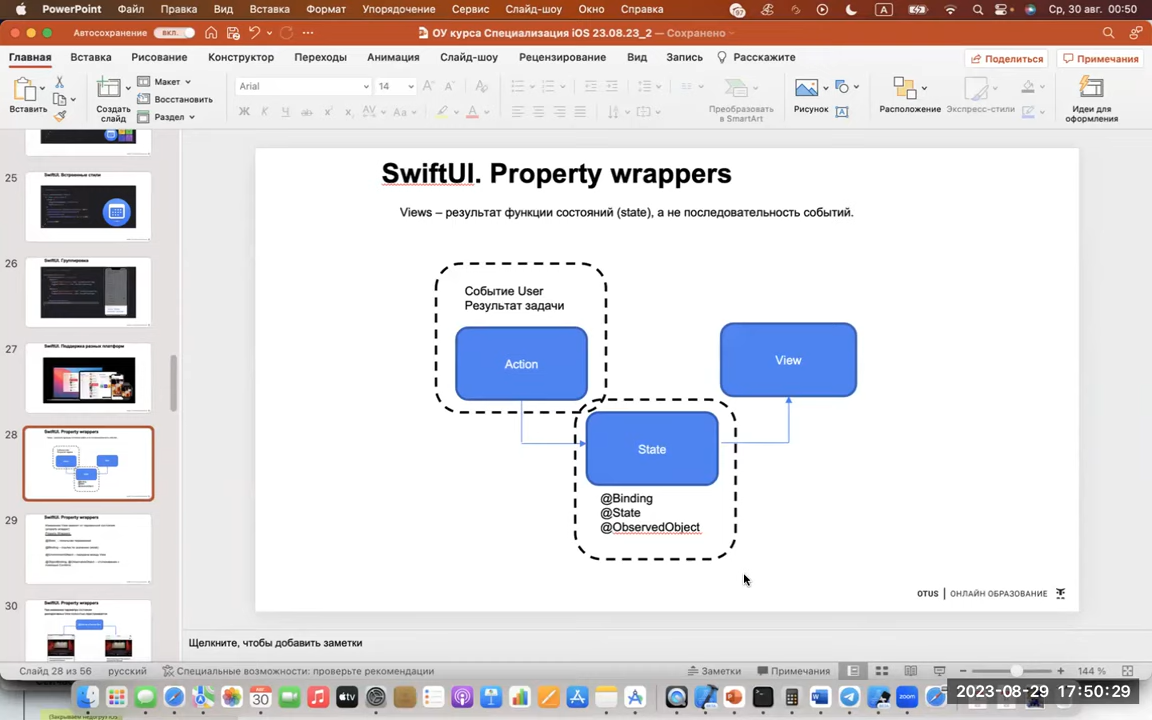 PowerPoint Файл Правка Вид Вставка Формат Упорядочение Сервис Слайд-шоу Окно Справка A Ср, 30 авг. 00:50
Автосохранение вкл. ОУ курса Специализация iOS 23.08.23_2 — Сохранено
Главная Вставка Рисование Конструктор Переходы Анимация Слайд-шоу Рецензирование Вид Запись Расскажите Поделиться Примечания
Вставить
Создать слайд
Макет
Восстановить
Раздел
Arial 14
Преобразовать в SmartArt
Рисунок
Расположение
Экспресс-стили
Идеи для оформления
25
SwiftUI. Встроенные стили
26
SwiftUI. Группировка
27
SwiftUI. Поддержка разных платформ
28
SwiftUI. Property wrappers
29
SwiftUI. Property wrappers
30
SwiftUI. Property wrappers
SwiftUI. Property wrappers
Views – результат функции состояний (state), а не последовательность событий.
Событие User
Результат задачи
Action
View
State
@Binding
@State
@ObservedObject
OTUS | ОНЛАЙН ОБРАЗОВАНИЕ
Щелкните, чтобы добавить заметки
Слайд 28 из 56 русский Специальные возможности: проверьте рекомендации Заметки Примечания 144 %
2023-08-29 17:50:29